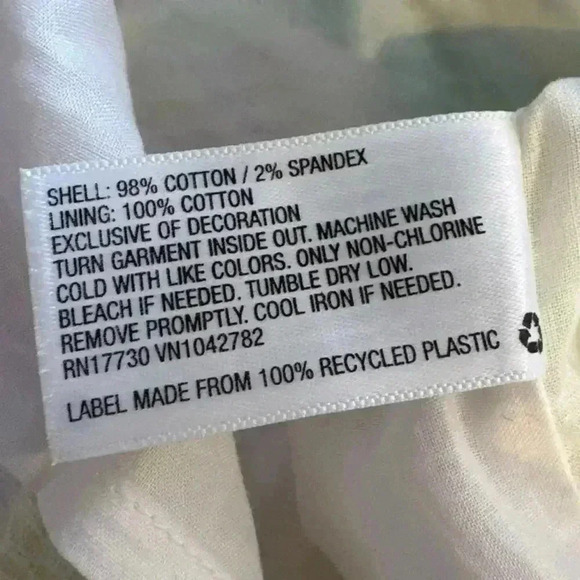 SHELL: 98% COTTON / 2% SPANDEX
LINING: 100% COTTON
EXCLUSIVE OF DECORATION
TURN GARMENT INSIDE OUT. MACHINE WASH
COLD WITH LIKE COLORS. ONLY NON-CHLORINE
BLEACH IF NEEDED. TUMBLE DRY LOW.
REMOVE PROMPTLY. COOL IRON IF NEEDED.
RN17730 VN1042782
LABEL MADE FROM 100% RECYCLED PLASTIC